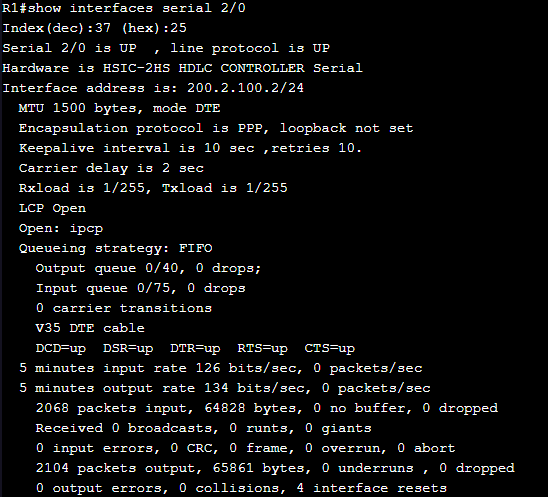 R1#show interfaces serial 2/0
Index(dec):37 (hex):25
Serial 2/0 is UP  , line protocol is UP
Hardware is HSIC-2HS HDLC CONTROLLER Serial
Interface address is: 200.2.100.2/24
  MTU 1500 bytes, mode DTE
  Encapsulation protocol is PPP, loopback not set
  Keepalive interval is 10 sec ,retries 10.
  Carrier delay is 2 sec
  Rxload is 1/255, Txload is 1/255
  LCP Open
  Open: ipcp
  Queueing strategy: FIFO
    Output queue 0/40, 0 drops;
    Input queue 0/75, 0 drops
    0 carrier transitions
    V35 DTE cable
    DCD=up  DSR=up  DTR=up  RTS=up  CTS=up
  5 minutes input rate 126 bits/sec, 0 packets/sec
  5 minutes output rate 134 bits/sec, 0 packets/sec
    2068 packets input, 64828 bytes, 0 no buffer, 0 dropped
    Received 0 broadcasts, 0 runts, 0 giants
    0 input errors, 0 CRC, 0 frame, 0 overrun, 0 abort
    2104 packets output, 65861 bytes, 0 underruns , 0 dropped
    0 output errors, 0 collisions, 4 interface resets